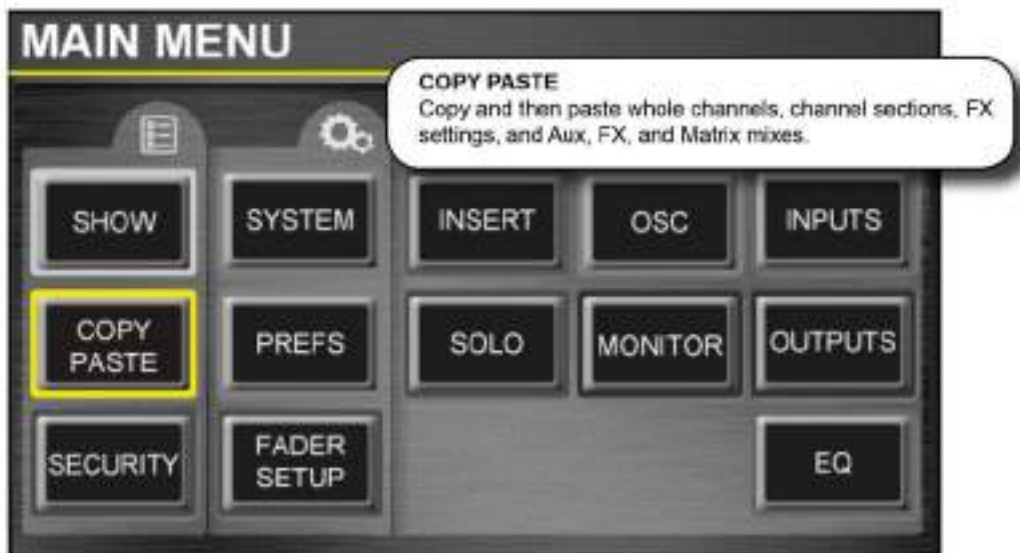 MAIN MENU
COPY PASTE
Copy and then paste whole channels, channel sections, FX
settings, and Aux, FX, and Matrix mixes.
SHOW
SYSTEM
INSERT
OSC
INPUTS
COPY
PASTE
PREFS
SOLO
MONITOR
OUTPUTS
SECURITY
FADER
SETUP
EQ